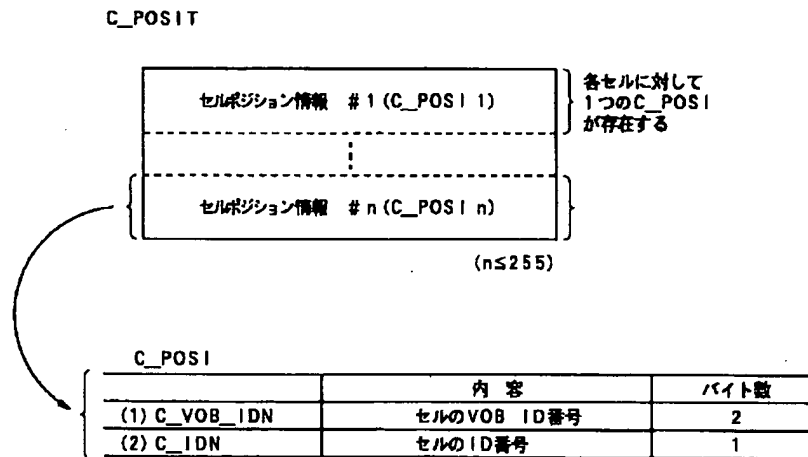 C_POSIT
セルポジション情報 #1(C_POSI 1)
各セルに対して
1つのC_POSI
が存在する
セルポジション情報 #n(C_POSI n)
(n≤255)
C_POSI
内容 バイト数
(1) C_VOB_IDN セルのVOB ID番号 2
(2) C_IDN セルのID番号 1